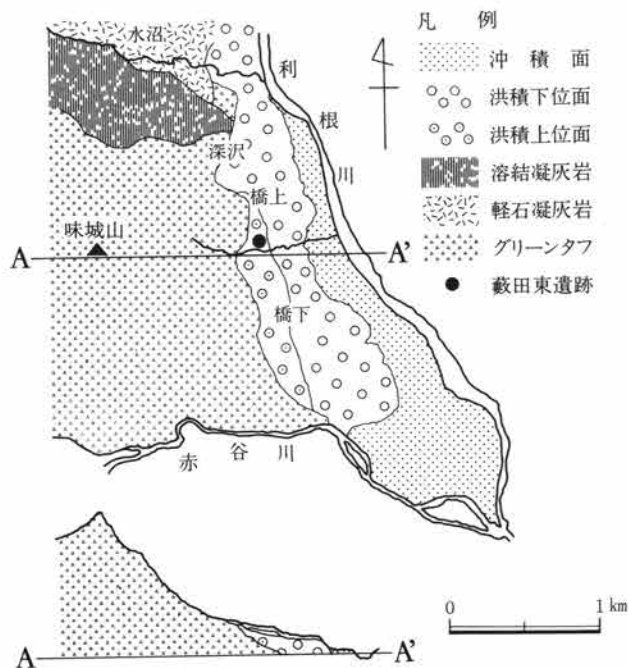 凡例
沖積面
洪積下位面
洪積上位面
溶結凝灰岩
軽石凝灰岩
グリーンタフ
藪田東遺跡
水沼
利根川
深沢
橋上
味城山
A A'
橋下
赤谷川
0 1 km
A A'